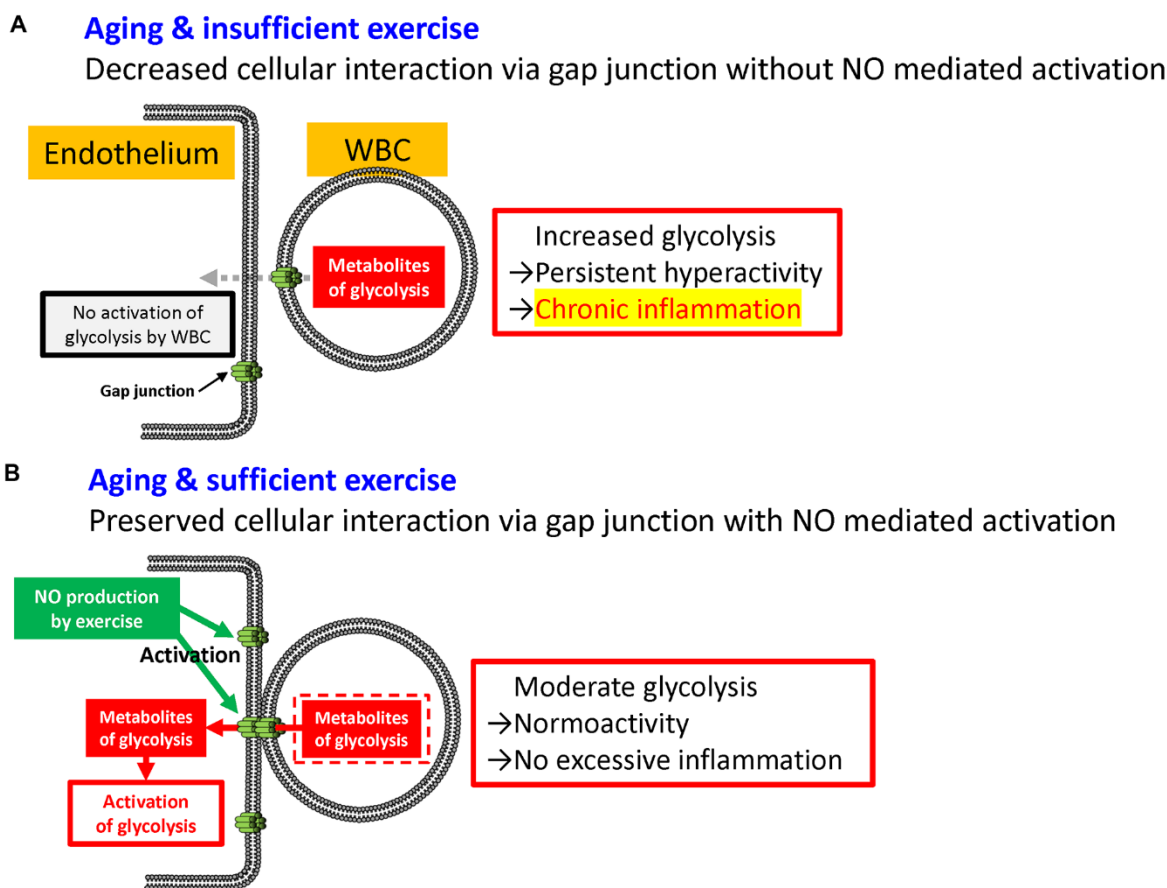 A
Aging & insufficient exercise
Decreased cellular interaction via gap junction without NO mediated activation
Endothelium
WBC
Metabolites
of glycolysis
No activation of
glycolysis by WBC
Gap junction
Increased glycolysis
→Persistent hyperactivity
→Chronic inflammation
B
Aging & sufficient exercise
Preserved cellular interaction via gap junction with NO mediated activation
NO production
by exercise
Activation
Metabolites
of glycolysis
Metabolites
of glycolysis
Activation
of glycolysis
Moderate glycolysis
→Normoactivity
→No excessive inflammation